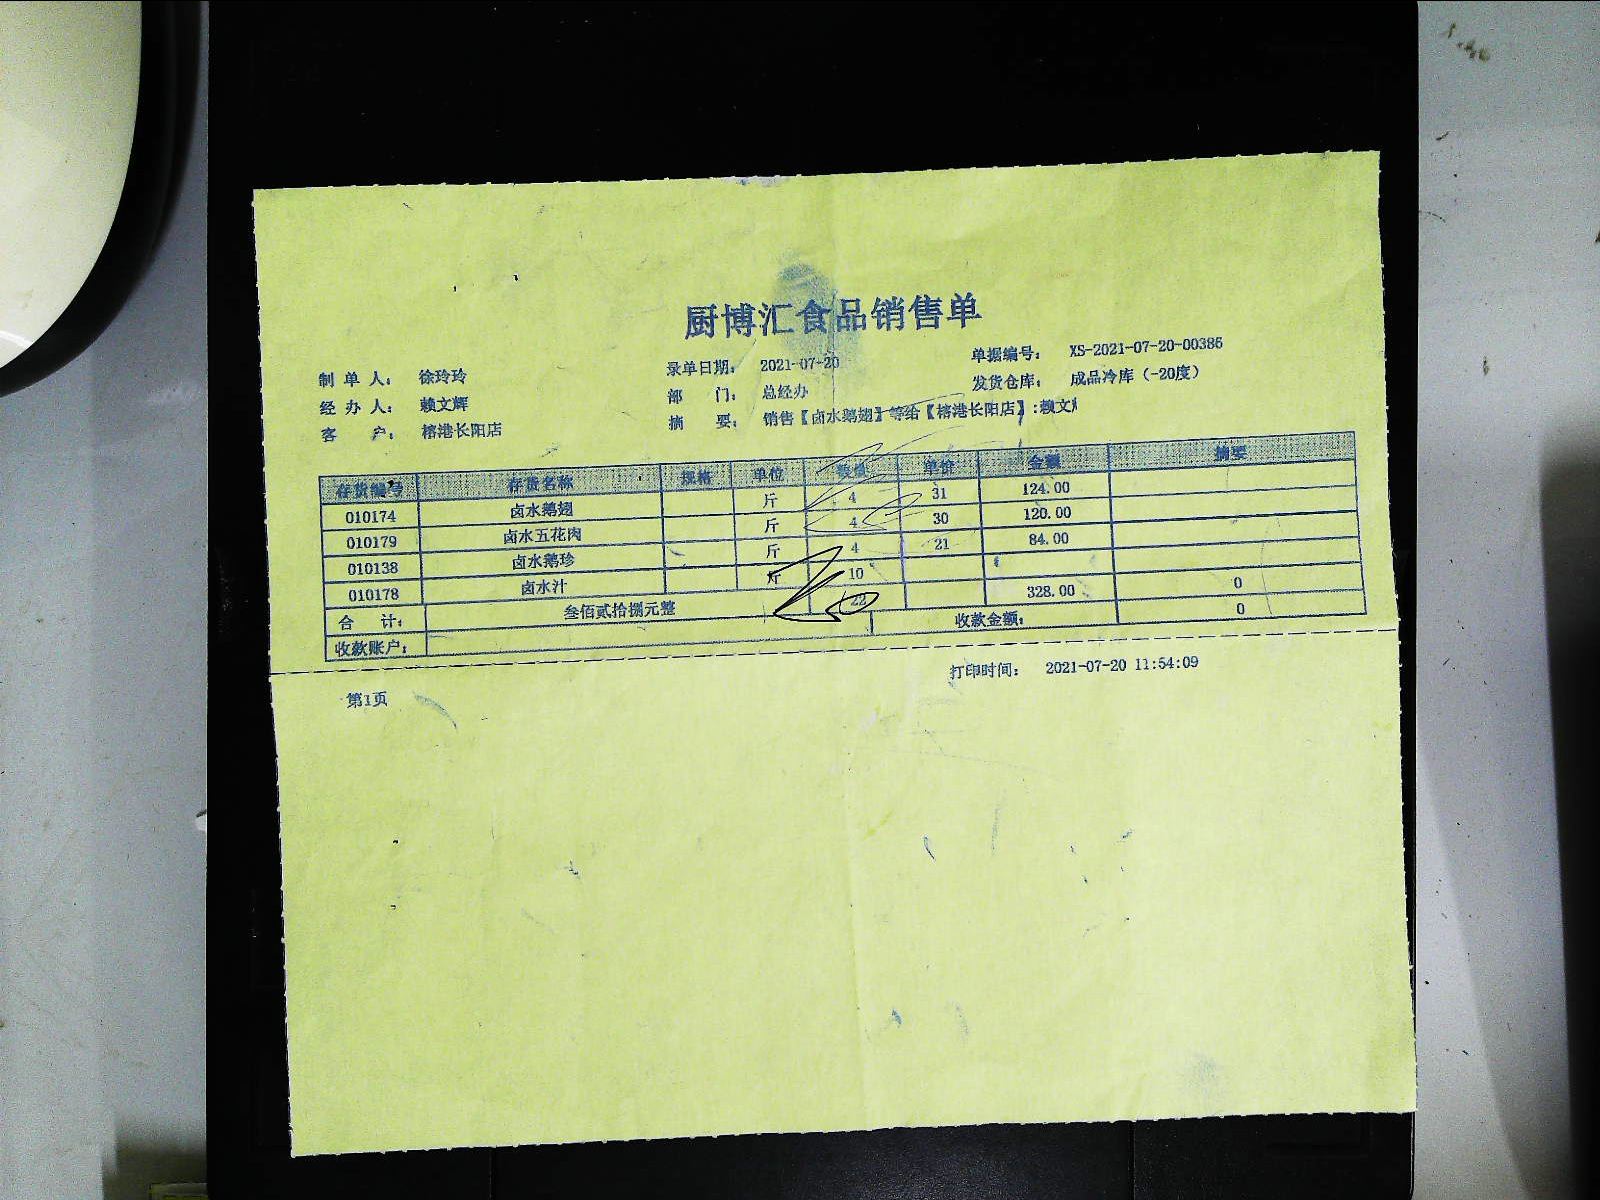 厨博汇食品销售单
制 单 人： 徐玲玲 录单日期： 2021-07-20 单据编号： XS-2021-07-20-00386
经 办 人： 赖文辉 部 门： 总经办 发货仓库： 成品冷库（-20度）
客 户： 榕港长阳店 摘 要： 销售【卤水鹅翅】等给【榕港长阳店】:赖文
存货编号 存货名称 规格 单位 数量 单价 金额 摘要
010174 卤水鹅翅 斤 4 31 124.00
010179 卤水五花肉 斤 4 30 120.00
010138 卤水鹅珍 斤 4 21 84.00
010178 卤水汁 斤 10
合 计： 叁佰贰拾捌元整 22 328.00 0
收款账户： 收款金额： 0
第1页 打印时间： 2021-07-20 11:54:09